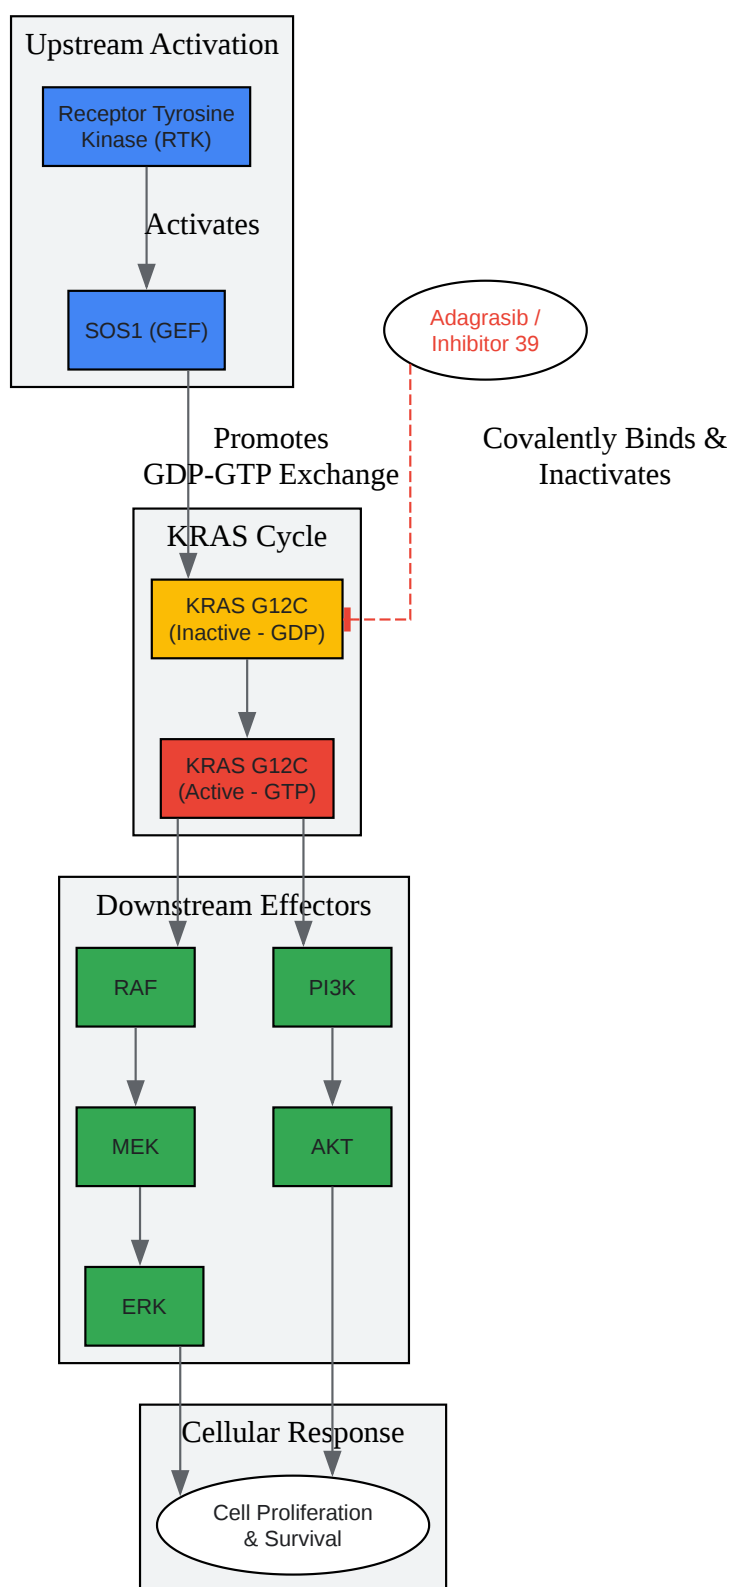 Upstream Activation
Receptor Tyrosine
Kinase (RTK)
Activates
SOS1 (GEF)
Adagrasib /
Inhibitor 39
Promotes
GDP-GTP Exchange
Covalently Binds &
Inactivates
KRAS Cycle
KRAS G12C
(Inactive - GDP)
KRAS G12C
(Active - GTP)
Downstream Effectors
RAF
PI3K
MEK
AKT
ERK
Cellular Response
Cell Proliferation
& Survival